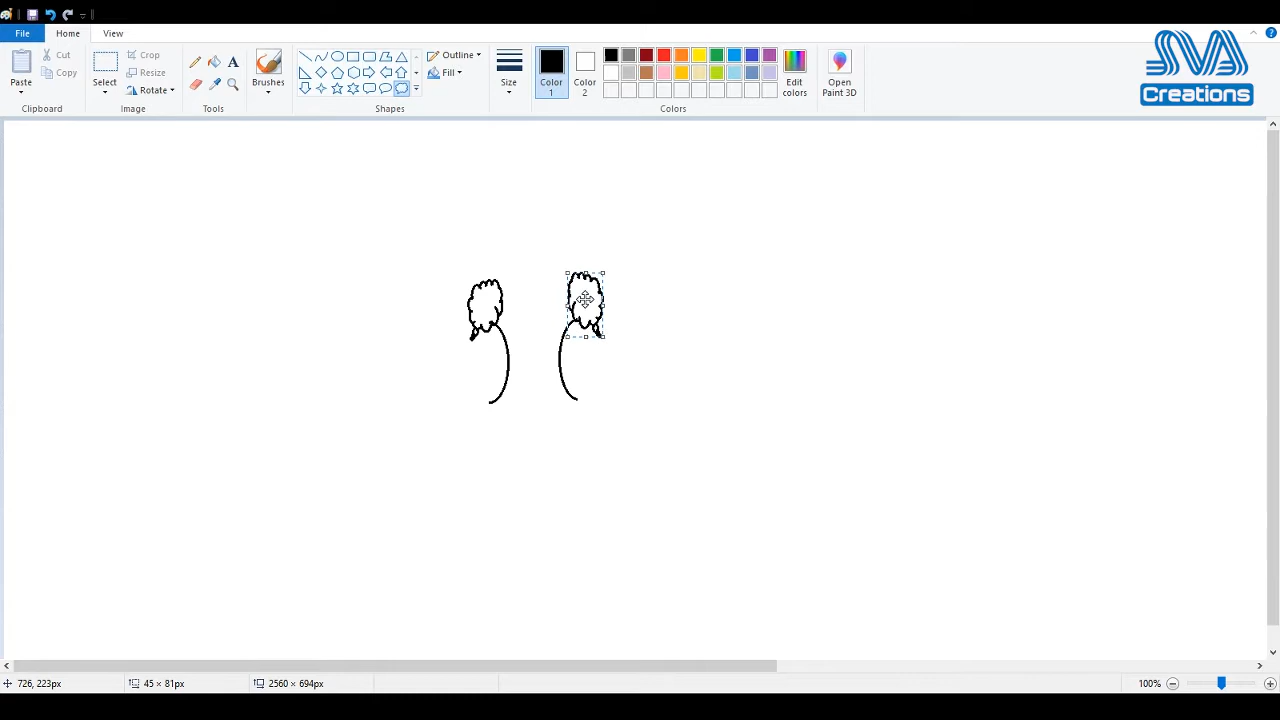 File
Home
View
Paste
Cut
Copy
Clipboard
Select
Crop
Resize
Rotate
Image
A
Tools
Brushes
Shapes
Outline
Fill
Size
Color
1
Color
2
Edit
colors
Colors
Open
Paint 3D
SVA
Creations
726, 223px
45 × 81px
2560 × 694px
100%